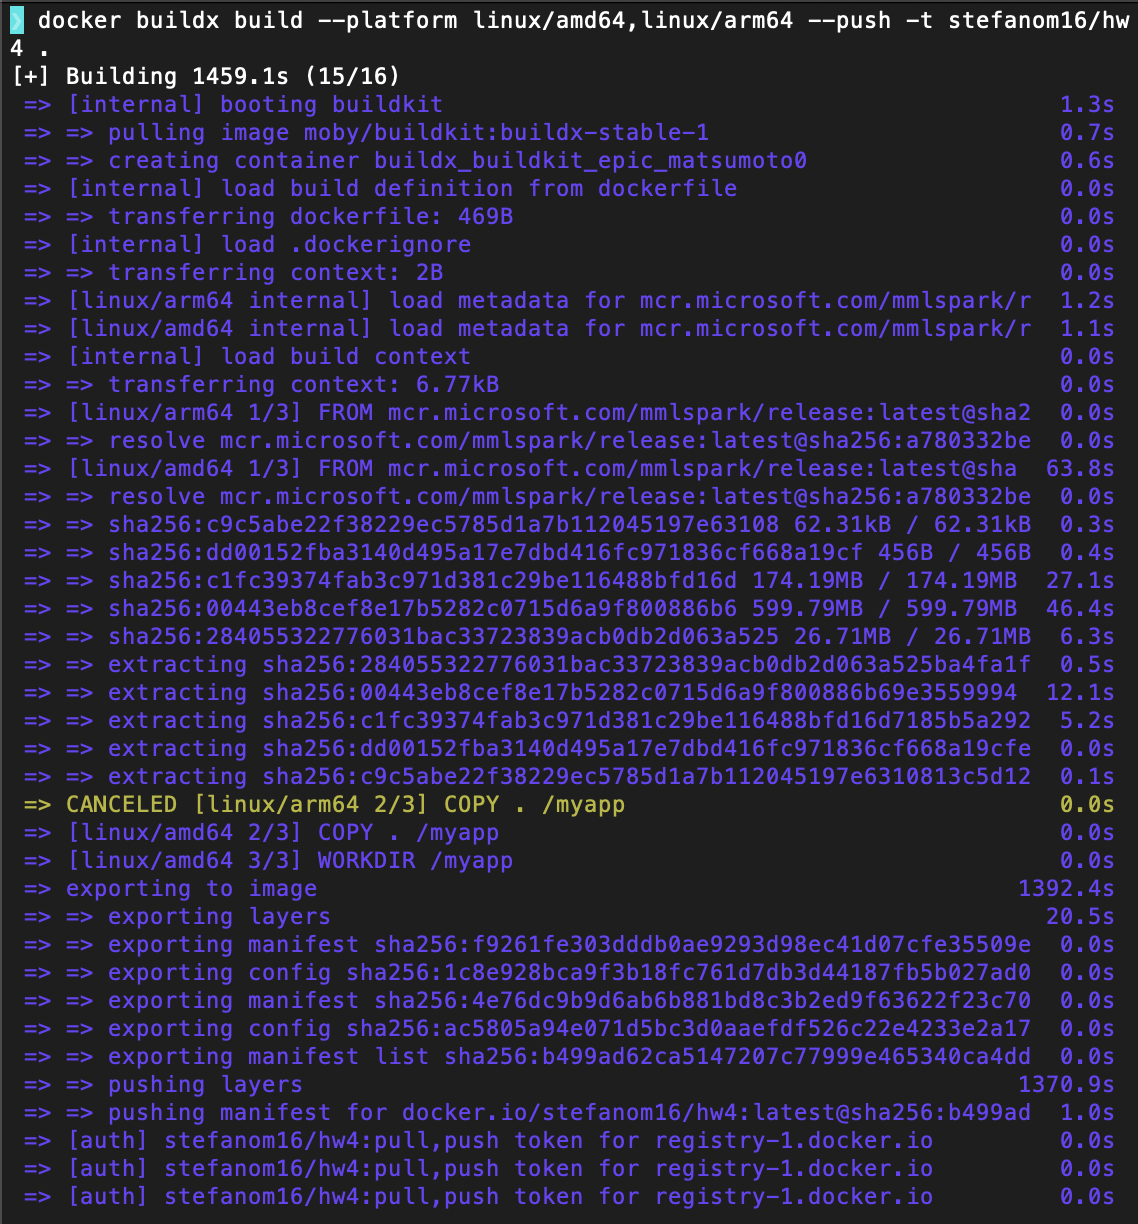 ❯ docker buildx build --platform linux/amd64,linux/arm64 --push -t stefanom16/hw
4 .
[+] Building 1459.1s (15/16)
=> [internal] booting buildkit 1.3s
=> => pulling image moby/buildkit:buildx-stable-1 0.7s
=> => creating container buildx_buildkit_epic_matsumoto0 0.6s
=> [internal] load build definition from dockerfile 0.0s
=> => transferring dockerfile: 469B 0.0s
=> [internal] load .dockerignore 0.0s
=> => transferring context: 2B 0.0s
=> [linux/arm64 internal] load metadata for mcr.microsoft.com/mmlspark/r 1.2s
=> [linux/amd64 internal] load metadata for mcr.microsoft.com/mmlspark/r 1.1s
=> [internal] load build context 0.0s
=> => transferring context: 6.77kB 0.0s
=> [linux/arm64 1/3] FROM mcr.microsoft.com/mmlspark/release:latest@sha2 0.0s
=> => resolve mcr.microsoft.com/mmlspark/release:latest@sha256:a780332be 0.0s
=> [linux/amd64 1/3] FROM mcr.microsoft.com/mmlspark/release:latest@sha 63.8s
=> => resolve mcr.microsoft.com/mmlspark/release:latest@sha256:a780332be 0.0s
=> => sha256:c9c5abe22f38229ec5785d1a7b112045197e63108 62.31kB / 62.31kB 0.3s
=> => sha256:dd00152fba3140d495a17e7dbd416fc971836cf668a19cf 456B / 456B 0.4s
=> => sha256:c1fc39374fab3c971d381c29be116488bfd16d 174.19MB / 174.19MB 27.1s
=> => sha256:00443eb8cef8e17b5282c0715d6a9f800886b6 599.79MB / 599.79MB 46.4s
=> => sha256:284055322776031bac33723839acb0db2d063a525 26.71MB / 26.71MB 6.3s
=> => extracting sha256:284055322776031bac33723839acb0db2d063a525ba4fa1f 0.5s
=> => extracting sha256:00443eb8cef8e17b5282c0715d6a9f800886b69e3559994 12.1s
=> => extracting sha256:c1fc39374fab3c971d381c29be116488bfd16d7185b5a292 5.2s
=> => extracting sha256:dd00152fba3140d495a17e7dbd416fc971836cf668a19cfe 0.0s
=> => extracting sha256:c9c5abe22f38229ec5785d1a7b112045197e6310813c5d12 0.1s
=> CANCELED [linux/arm64 2/3] COPY . /myapp 0.0s
=> [linux/amd64 2/3] COPY . /myapp 0.0s
=> [linux/amd64 3/3] WORKDIR /myapp 0.0s
=> exporting to image 1392.4s
=> => exporting layers 20.5s
=> => exporting manifest sha256:f9261fe303dddb0ae9293d98ec41d07cfe35509e 0.0s
=> => exporting config sha256:1c8e928bca9f3b18fc761d7db3d44187fb5b027ad0 0.0s
=> => exporting manifest sha256:4e76dc9b9d6ab6b881bd8c3b2ed9f63622f23c70 0.0s
=> => exporting config sha256:ac5805a94e071d5bc3d0aaefdf526c22e4233e2a17 0.0s
=> => exporting manifest list sha256:b499ad62ca5147207c77999e465340ca4dd 0.0s
=> => pushing layers 1370.9s
=> => pushing manifest for docker.io/stefanom16/hw4:latest@sha256:b499ad 1.0s
=> [auth] stefanom16/hw4:pull,push token for registry-1.docker.io 0.0s
=> [auth] stefanom16/hw4:pull,push token for registry-1.docker.io 0.0s
=> [auth] stefanom16/hw4:pull,push token for registry-1.docker.io 0.0s